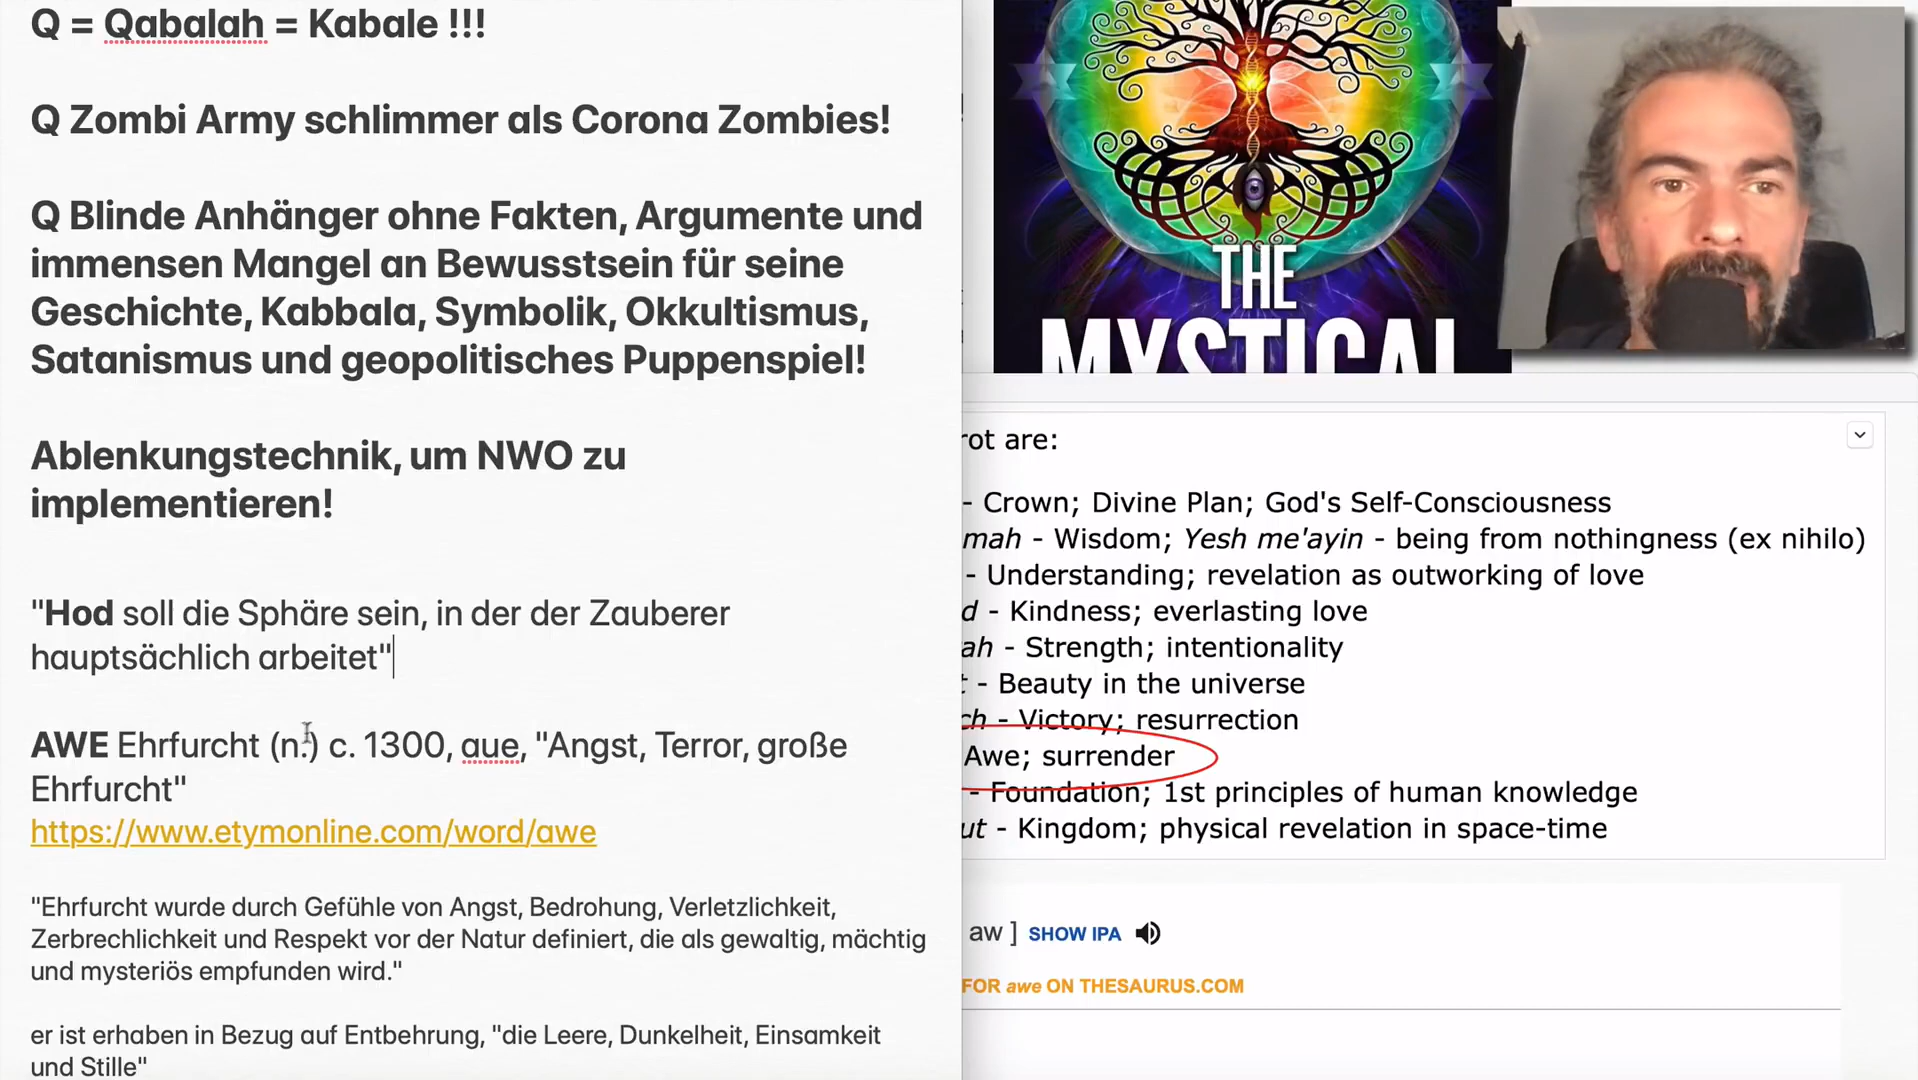 Q = Qabalah = Kabale !!!
Q Zombi Army schlimmer als Corona Zombies!
Q Blinde Anhänger ohne Fakten, Argumente und
immensen Mangel an Bewusstsein für seine
Geschichte, Kabbala, Symbolik, Okkultismus,
Satanismus und geopolitisches Puppenspiel!
Ablenkungstechnik, um NWO zu
implementieren!
"Hod soll die Sphäre sein, in der der Zauberer
hauptsächlich arbeitet"
AWE Ehrfurcht (n.) c. 1300, aue, "Angst, Terror, große
Ehrfurcht"
https://www.etymonline.com/word/awe
"Ehrfurcht wurde durch Gefühle von Angst, Bedrohung, Verletzlichkeit,
Zerbrechlichkeit und Respekt vor der Natur definiert, die als gewaltig, mächtig
und mysteriös empfunden wird."
er ist erhaben in Bezug auf Entbehrung, "die Leere, Dunkelheit, Einsamkeit
und Stille"
THE
MYSTICAL
rot are:
- Crown; Divine Plan; God's Self-Consciousness
mah - Wisdom; Yesh me'ayin - being from nothingness (ex nihilo)
- Understanding; revelation as outworking of love
d - Kindness; everlasting love
ah - Strength; intentionality
t - Beauty in the universe
ch - Victory; resurrection
Awe; surrender
- Foundation; 1st principles of human knowledge
ut - Kingdom; physical revelation in space-time
aw ] SHOW IPA
FOR awe ON THESAURUS.COM